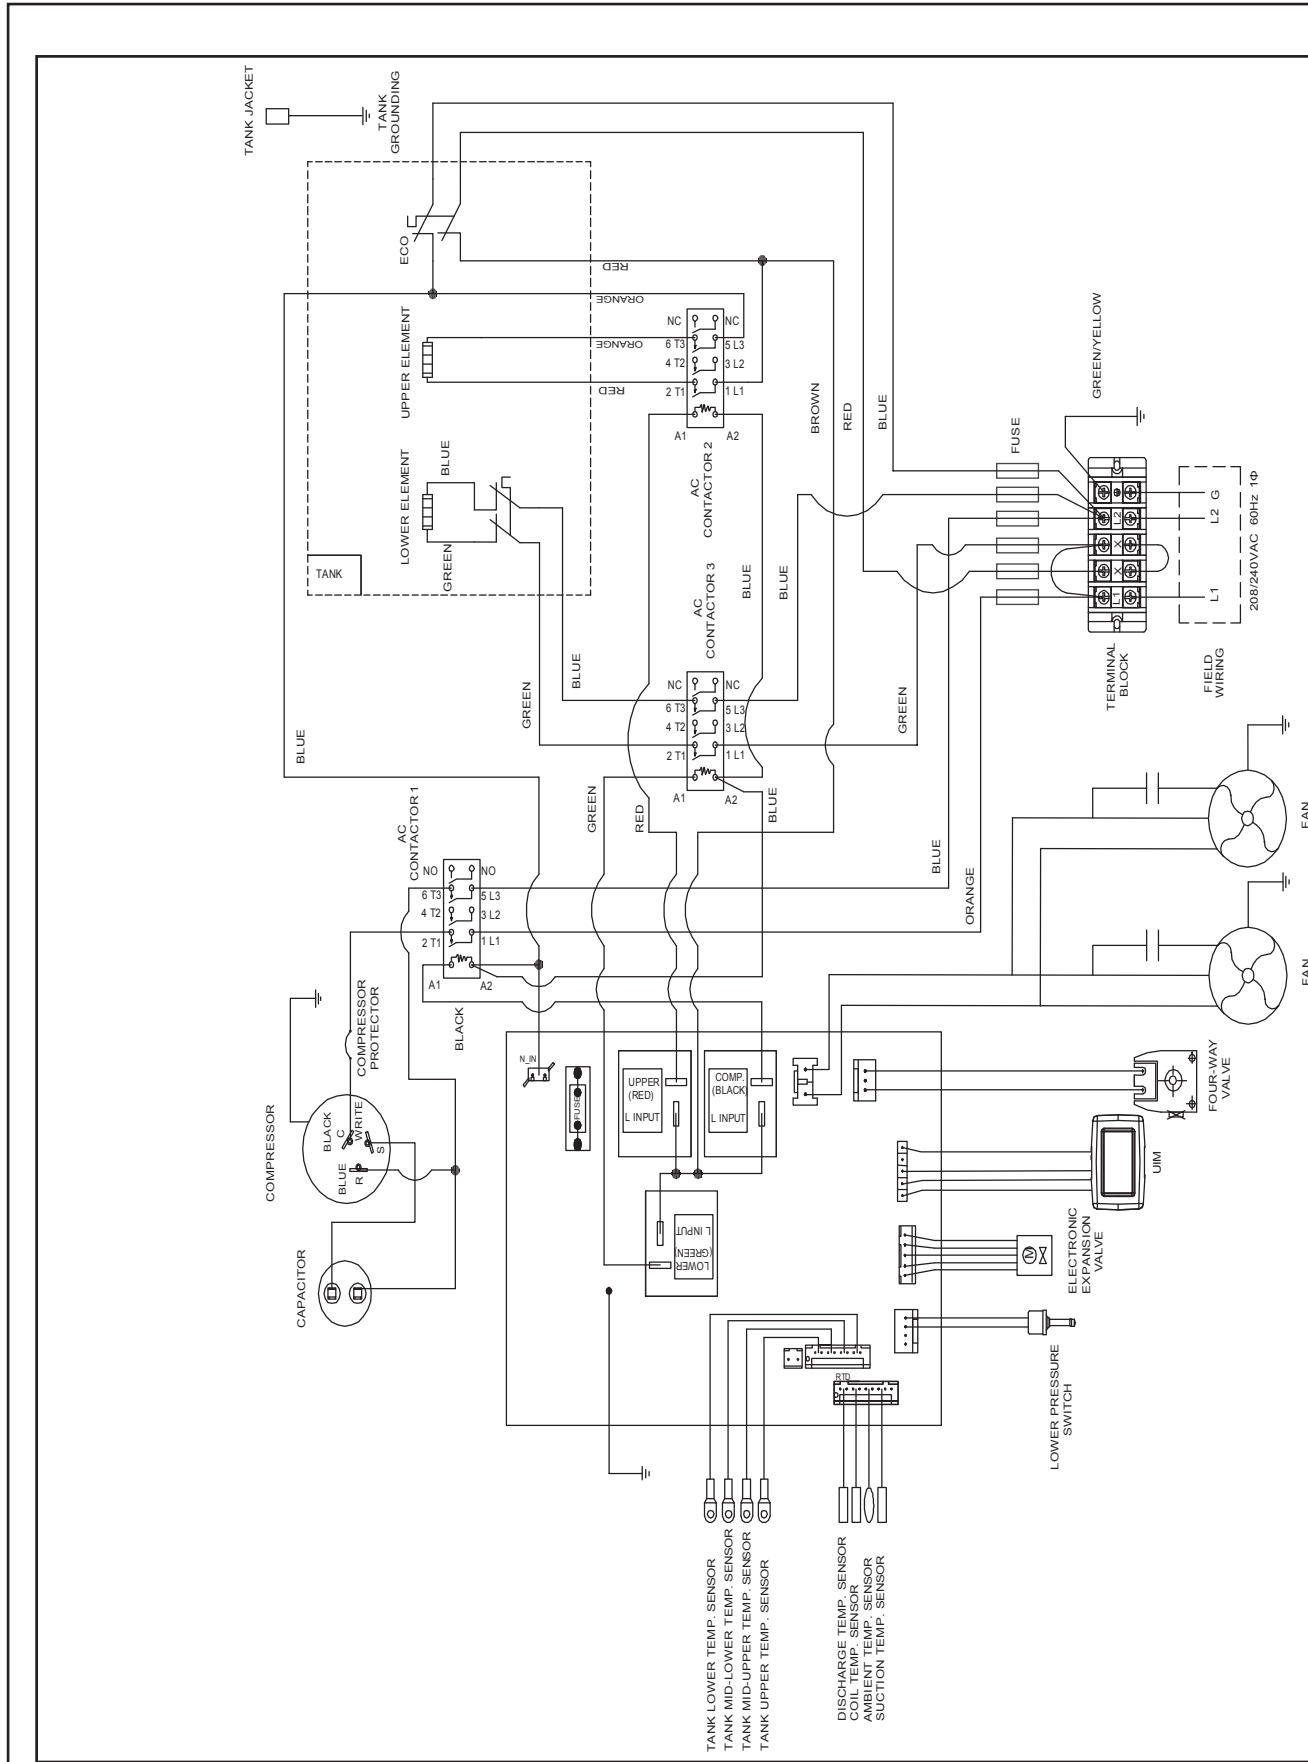 TANK JACKET
TANK
GROUNDING
ECO
RED
ORANGE
UPPER ELEMENT
ORANGE
RED
NC
NC
6 T3
5 L3
4 T2
3 L2
2 T1
1 L1
A1
A2
AC
CONTACTOR 2
LOWER ELEMENT
BLUE
GREEN
TANK
BROWN
RED
BLUE
FUSE
GREEN/YELLOW
L2
X
X
L1
G
L2
L1
208/240VAC 60Hz 1Φ
TERMINAL
BLOCK
FIELD
WIRING
AC
CONTACTOR 3
BLUE
BLUE
NC
NC
6 T3
5 L3
4 T2
3 L2
2 T1
1 L1
A1
A2
BLUE
GREEN
BLUE
GREEN
BLUE
GREEN
RED
AC
CONTACTOR 1
NO
NO
6 T3
5 L3
4 T2
3 L2
2 T1
1 L1
A1
A2
BLACK
BLUE
ORANGE
FAN
FAN
COMPRESSOR
PROTECTOR
COMPRESSOR
BLACK
C
WRITE
S
BLUE
R
CAPACITOR
N_IN
FUSE
UPPER
(RED)
L INPUT
COMP.
(BLACK)
L INPUT
LOWER
(GREEN)
L INPUT
FOUR-WAY
VALVE
UIM
M
ELECTRONIC
EXPANSION
VALVE
LOWER PRESSURE
SWITCH
RTD
TANK LOWER TEMP. SENSOR
TANK MID-LOWER TEMP. SENSOR
TANK MID-UPPER TEMP. SENSOR
TANK UPPER TEMP. SENSOR
DISCHARGE TEMP. SENSOR
COIL TEMP. SENSOR
AMBIENT TEMP. SENSOR
SUCTION TEMP. SENSOR